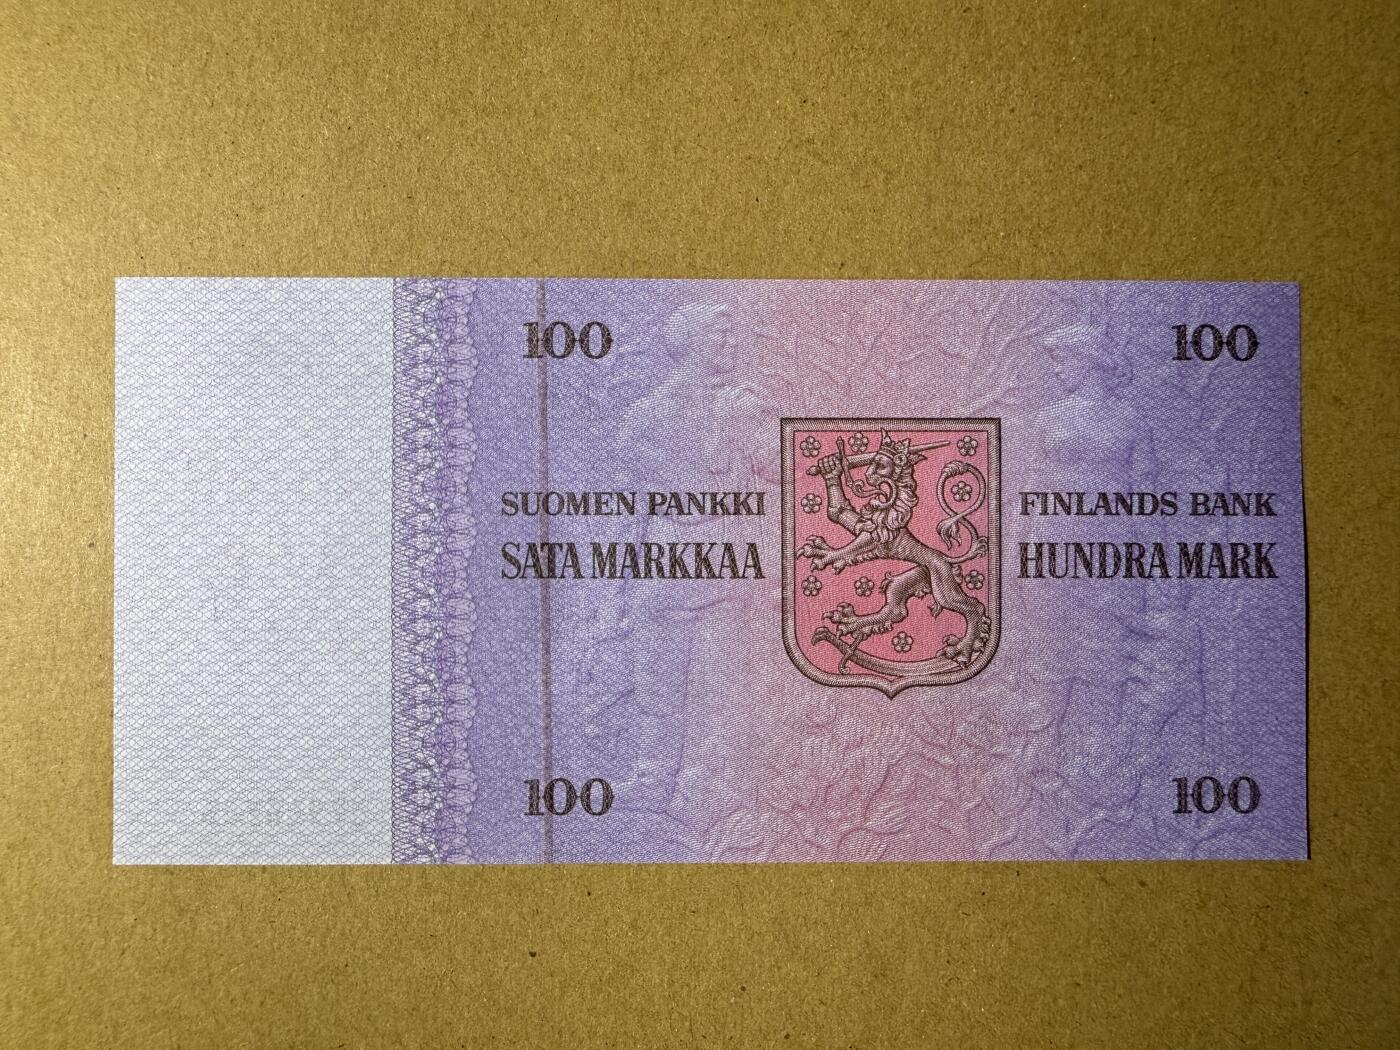 100 100
SUOMEN PANKKI FINLANDS BANK
SATA MARKKAA HUNDRA MARK
100 100